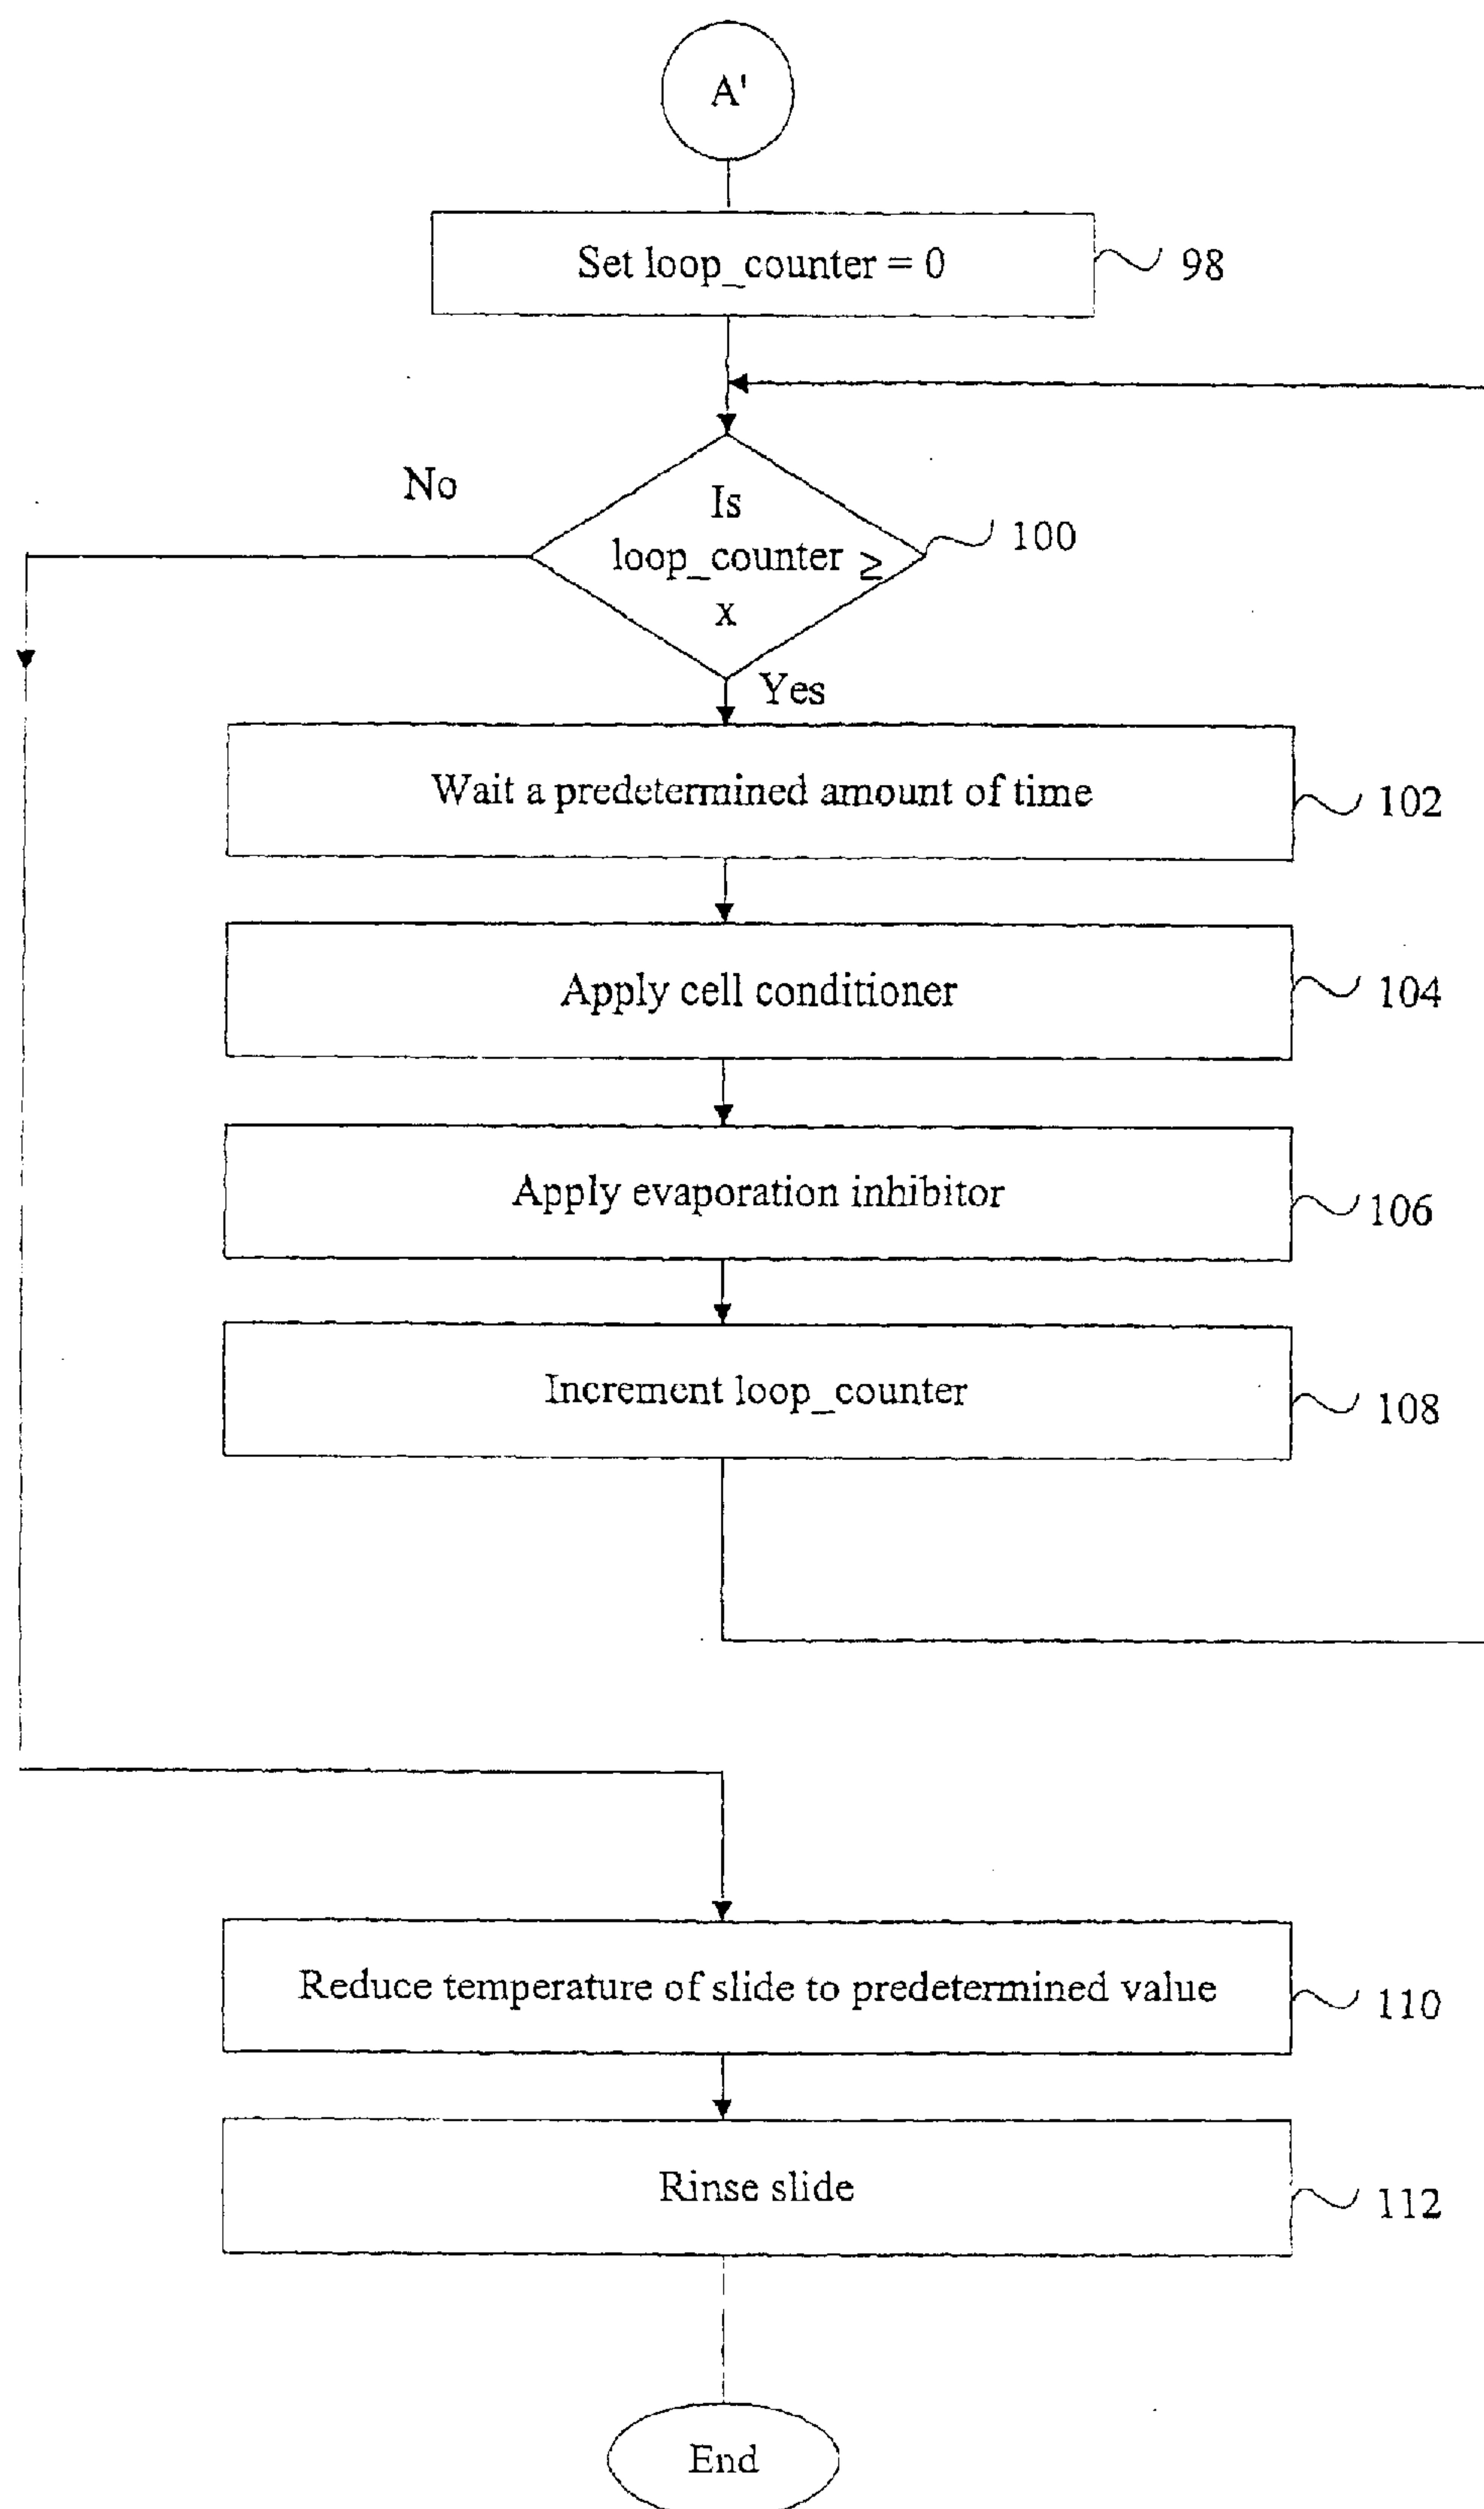 A'
Set loop_counter = 0
98
No
Is
loop_counter ≥
x
100
Yes
Wait a predetermined amount of time
102
Apply cell conditioner
104
Apply evaporation inhibitor
106
Increment loop_counter
108
Reduce temperature of slide to predetermined value
110
Rinse slide
112
End